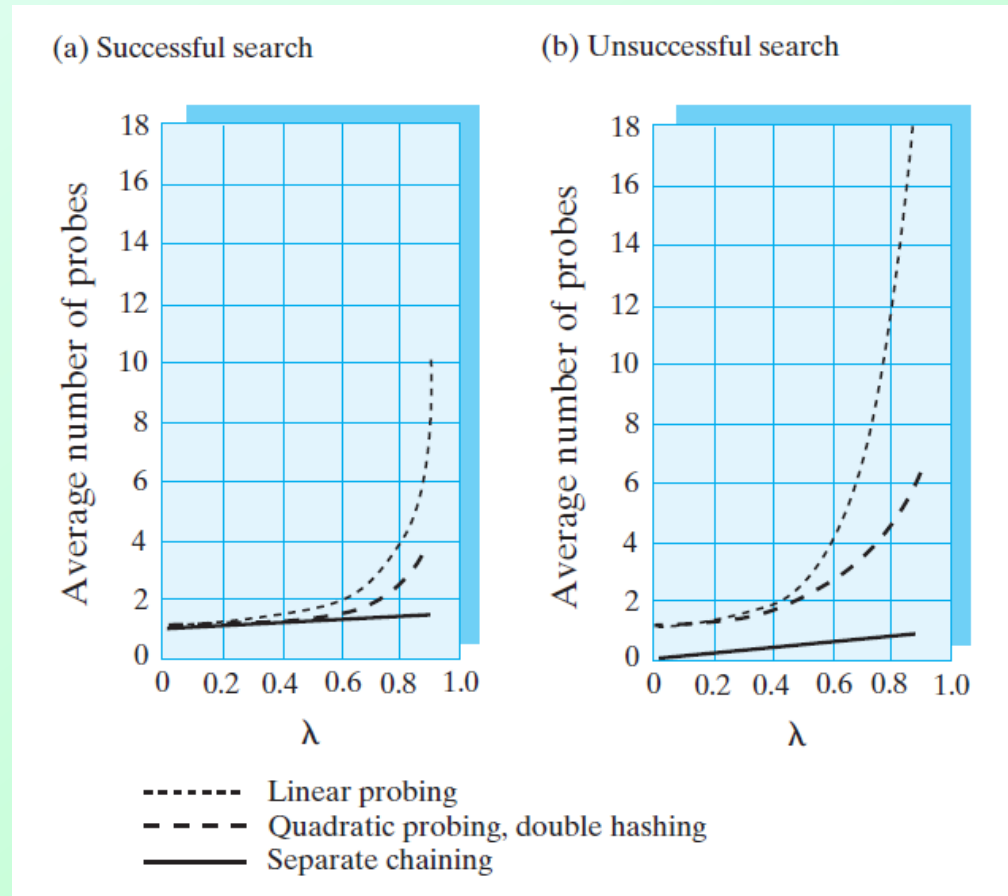 (a) Successful search
18
16
14
12
10
8
6
4
2
0
Average number of probes
0 0.2 0.4 0.6 0.8 1.0
λ
(b) Unsuccessful search
18
16
14
12
10
8
6
4
2
0
Average number of probes
0 0.2 0.4 0.6 0.8 1.0
λ
Linear probing
Quadratic probing, double hashing
Separate chaining